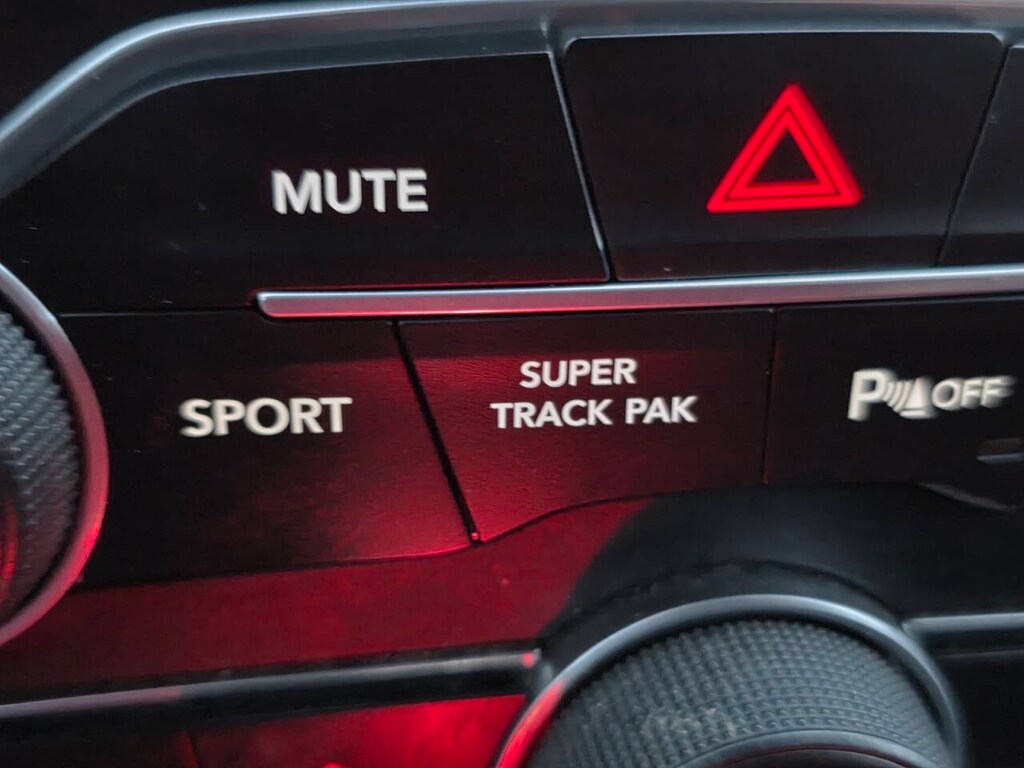 MUTE
SPORT
SUPER
TRACK PAK
P OFF